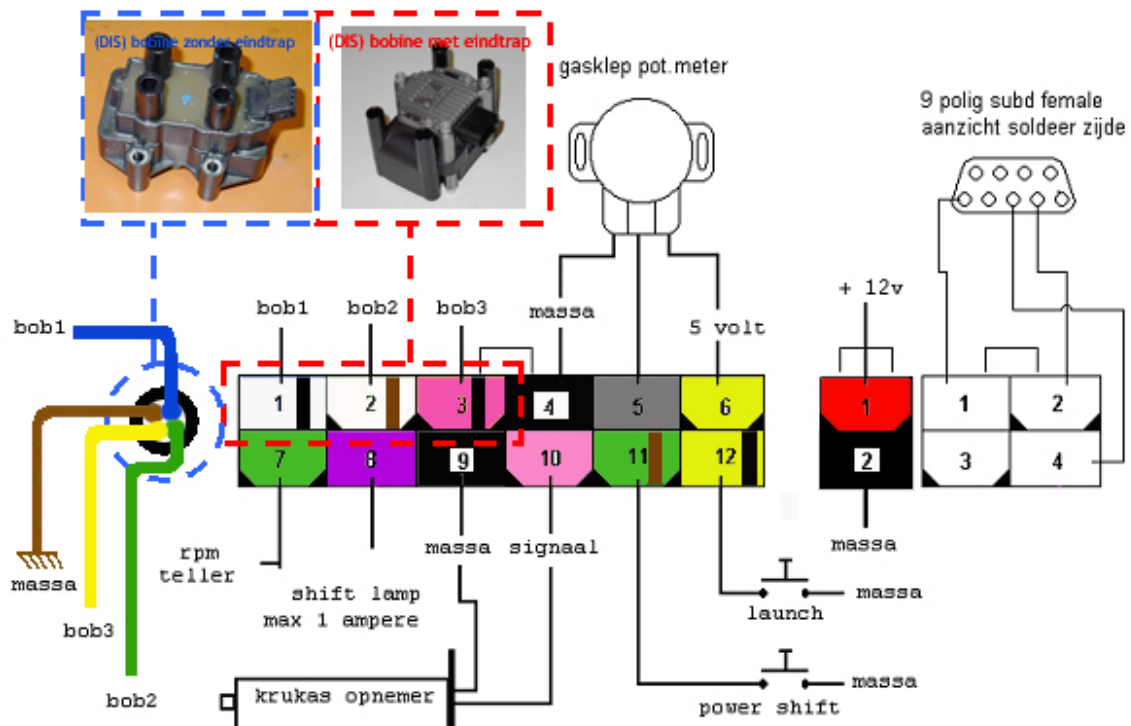 (DIS) bobine zonder eindtrap
(DIS) bobine met eindtrap
gasklep pot.meter
9 polig subd female
aanzicht soldeer zijde
bob1
bob1
bob2
bob3
massa
5 volt
+ 12v
1
2
3
4
5
6
1
1
2
7
8
9
10
11
12
2
3
4
massa
bob3
bob2
rpm
teller
shift lamp
max 1 ampere
massa
signaal
massa
launch
massa
krukas opnemer
power shift
massa